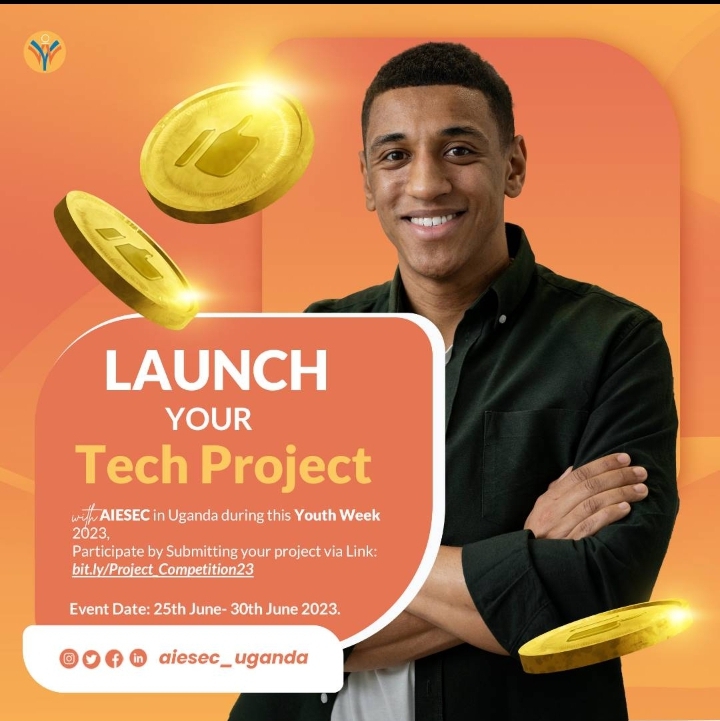 LAUNCH
YOUR
Tech Project
with AIESEC in Uganda during this Youth Week
2023,
Participate by Submitting your project via Link:
bit.ly/Project_Competition23
Event Date: 25th June- 30th June 2023.
aiesec_uganda